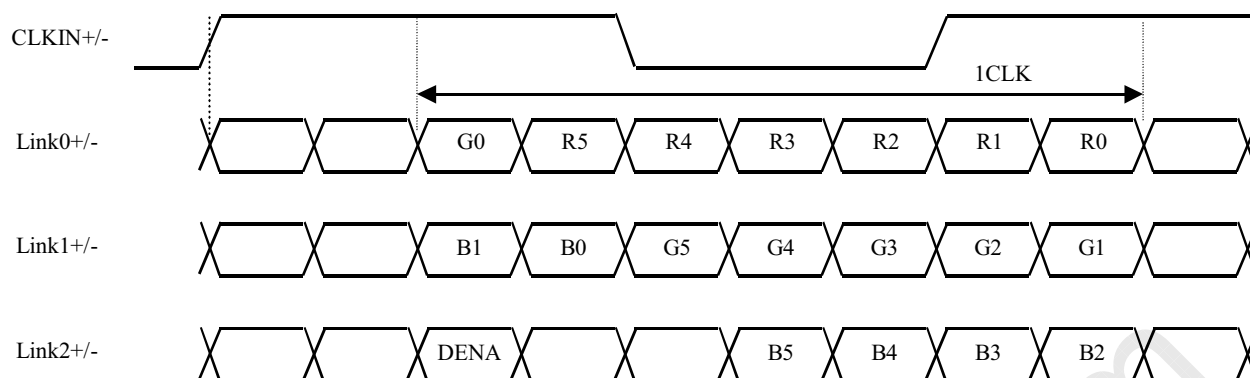 CLKIN+/-
1CLK
Link0+/- G0 R5 R4 R3 R2 R1 R0
Link1+/- B1 B0 G5 G4 G3 G2 G1
Link2+/- DENA B5 B4 B3 B2